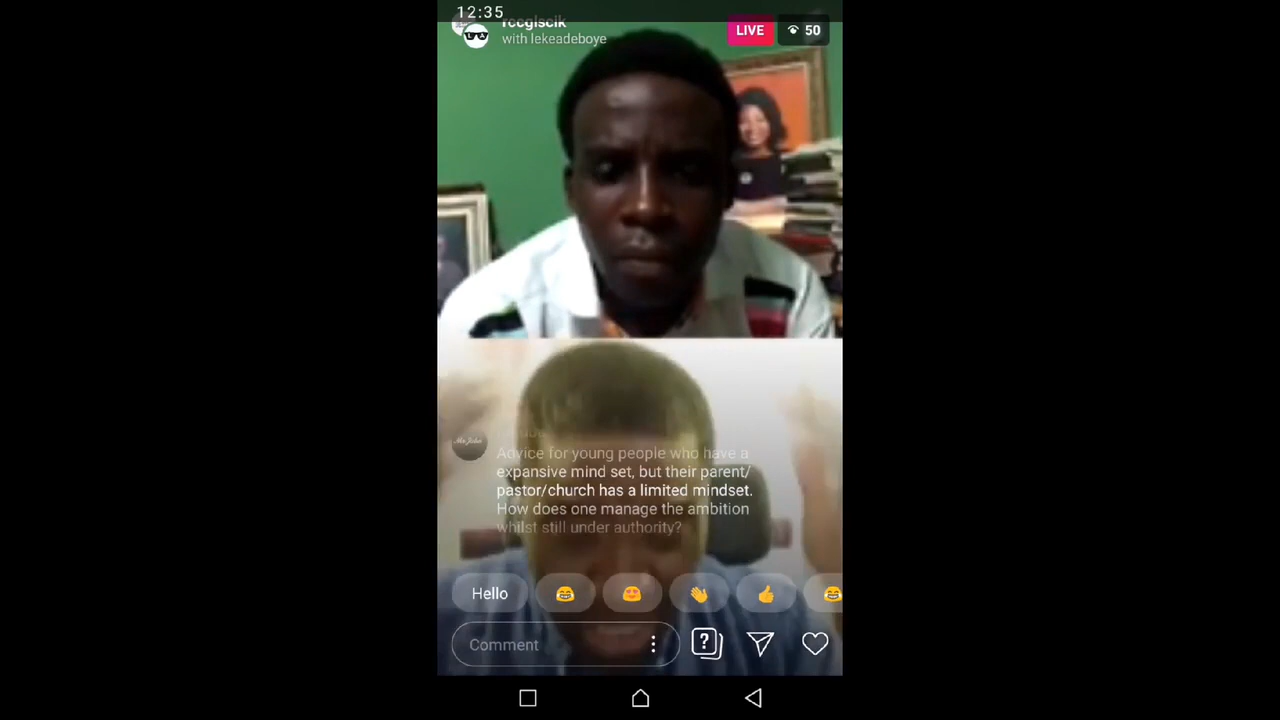 12:35
rccgiscik
with lekeadeboye
LIVE
50
Advice for young people who have a
expansive mind set, but their parent/
pastor/church has a limited mindset.
How does one manage the ambition
whilst still under authority?
Hello
Comment